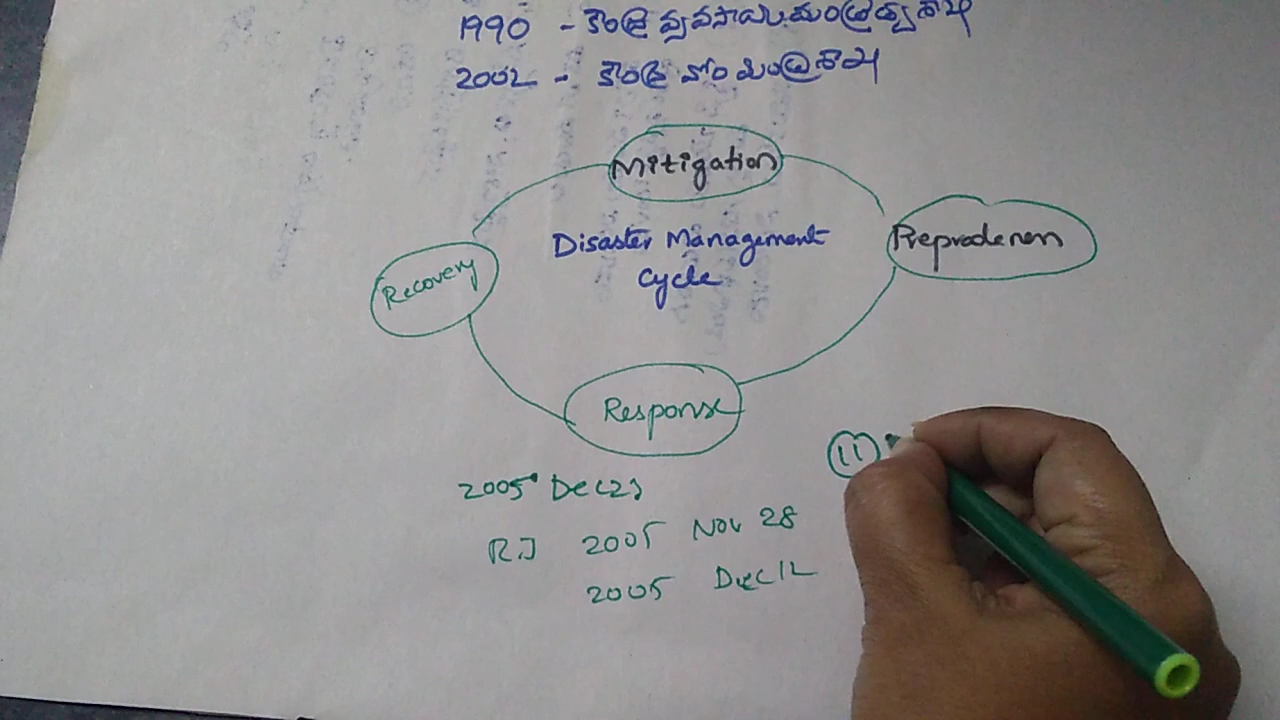 1990 - కేంద్ర వ్యవసాయ మంత్రిత్వ శాఖ
2002 - కేంద్ర హోం మంత్రి శాఖ
Mitigation
Disaster Management
Cycle
Recovery
Response
2005 Dec 23
R.J 2005 Nov 28
2005 Dec 12
11